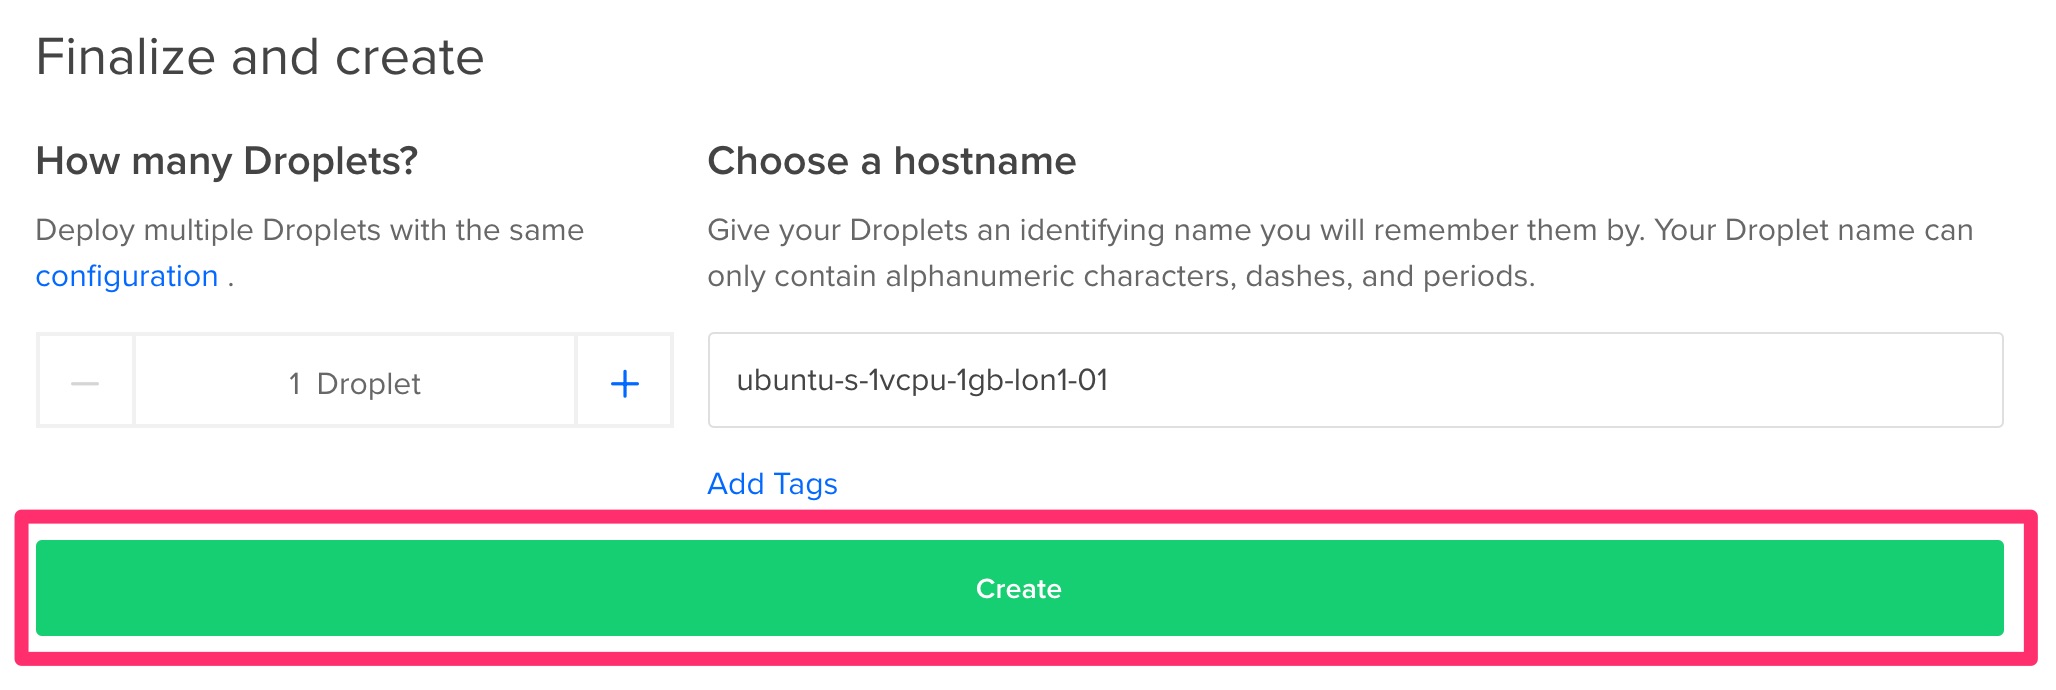 Finalize and create
How many Droplets?
Deploy multiple Droplets with the same
configuration .
1 Droplet
Choose a hostname
Give your Droplets an identifying name you will remember them by. Your Droplet name can
only contain alphanumeric characters, dashes, and periods.
ubuntu-s-1vcpu-1gb-lon1-01
Add Tags
Create